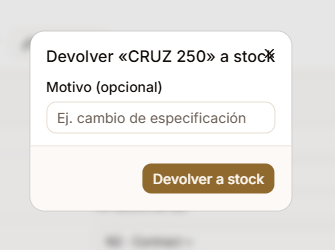 Devolver «CRUZ 250» a stock
Motivo (opcional)
Ej. cambio de especificación
Devolver a stock